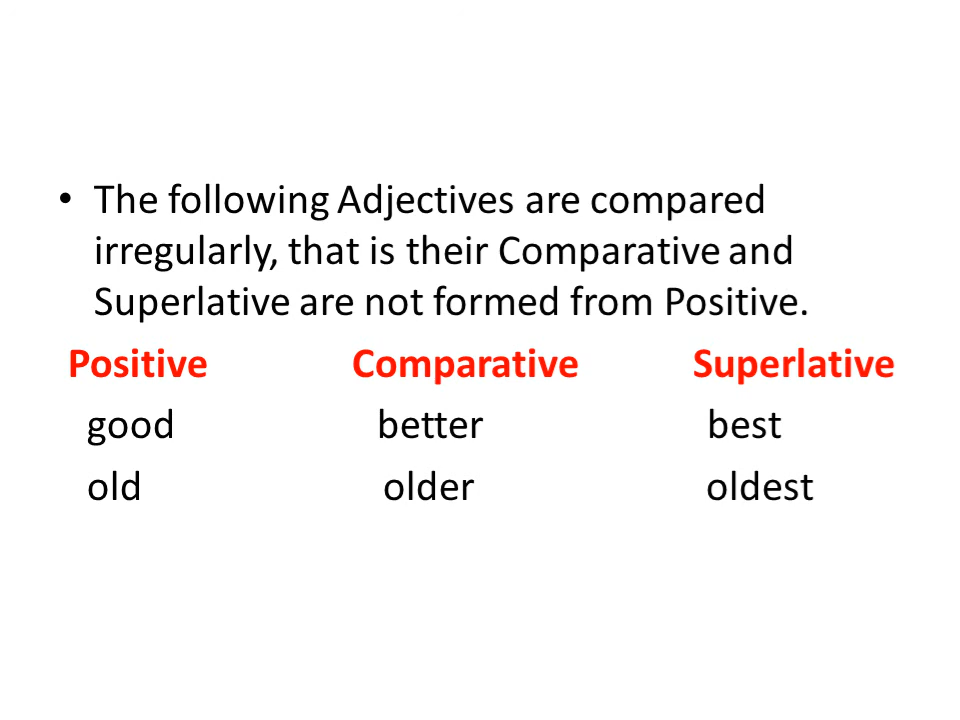 • The following Adjectives are compared
irregularly, that is their Comparative and
Superlative are not formed from Positive.
Positive Comparative Superlative
good better best
old older oldest